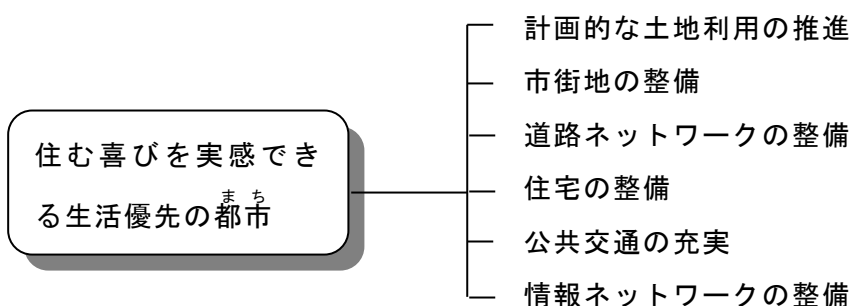 住む喜びを実感でき
る生活優先の都市
まち
計画的な土地利用の推進
市街地の整備
道路ネットワークの整備
住宅の整備
公共交通の充実
情報ネットワークの整備